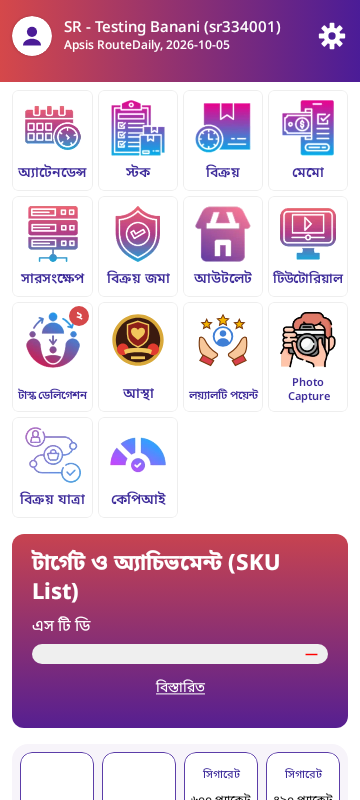 SR - Testing Banani (sr334001)
Apsis RouteDaily, 2026-10-05
অ্যাটেনডেন্স
স্টক
বিক্রয়
মেমো
সারসংক্ষেপ
বিক্রয় জমা
আউটলেট
টিউটোরিয়াল
২
টাস্ক ডেলিগেশন
আস্থা
লয়্যালটি পয়েন্ট
Photo
Capture
বিক্রয় যাত্রা
কেপিআই
টার্গেট ও অ্যাচিভমেন্ট (SKU
List)
এস টি ডি
বিস্তারিত
সিগারেট
সিগারেট